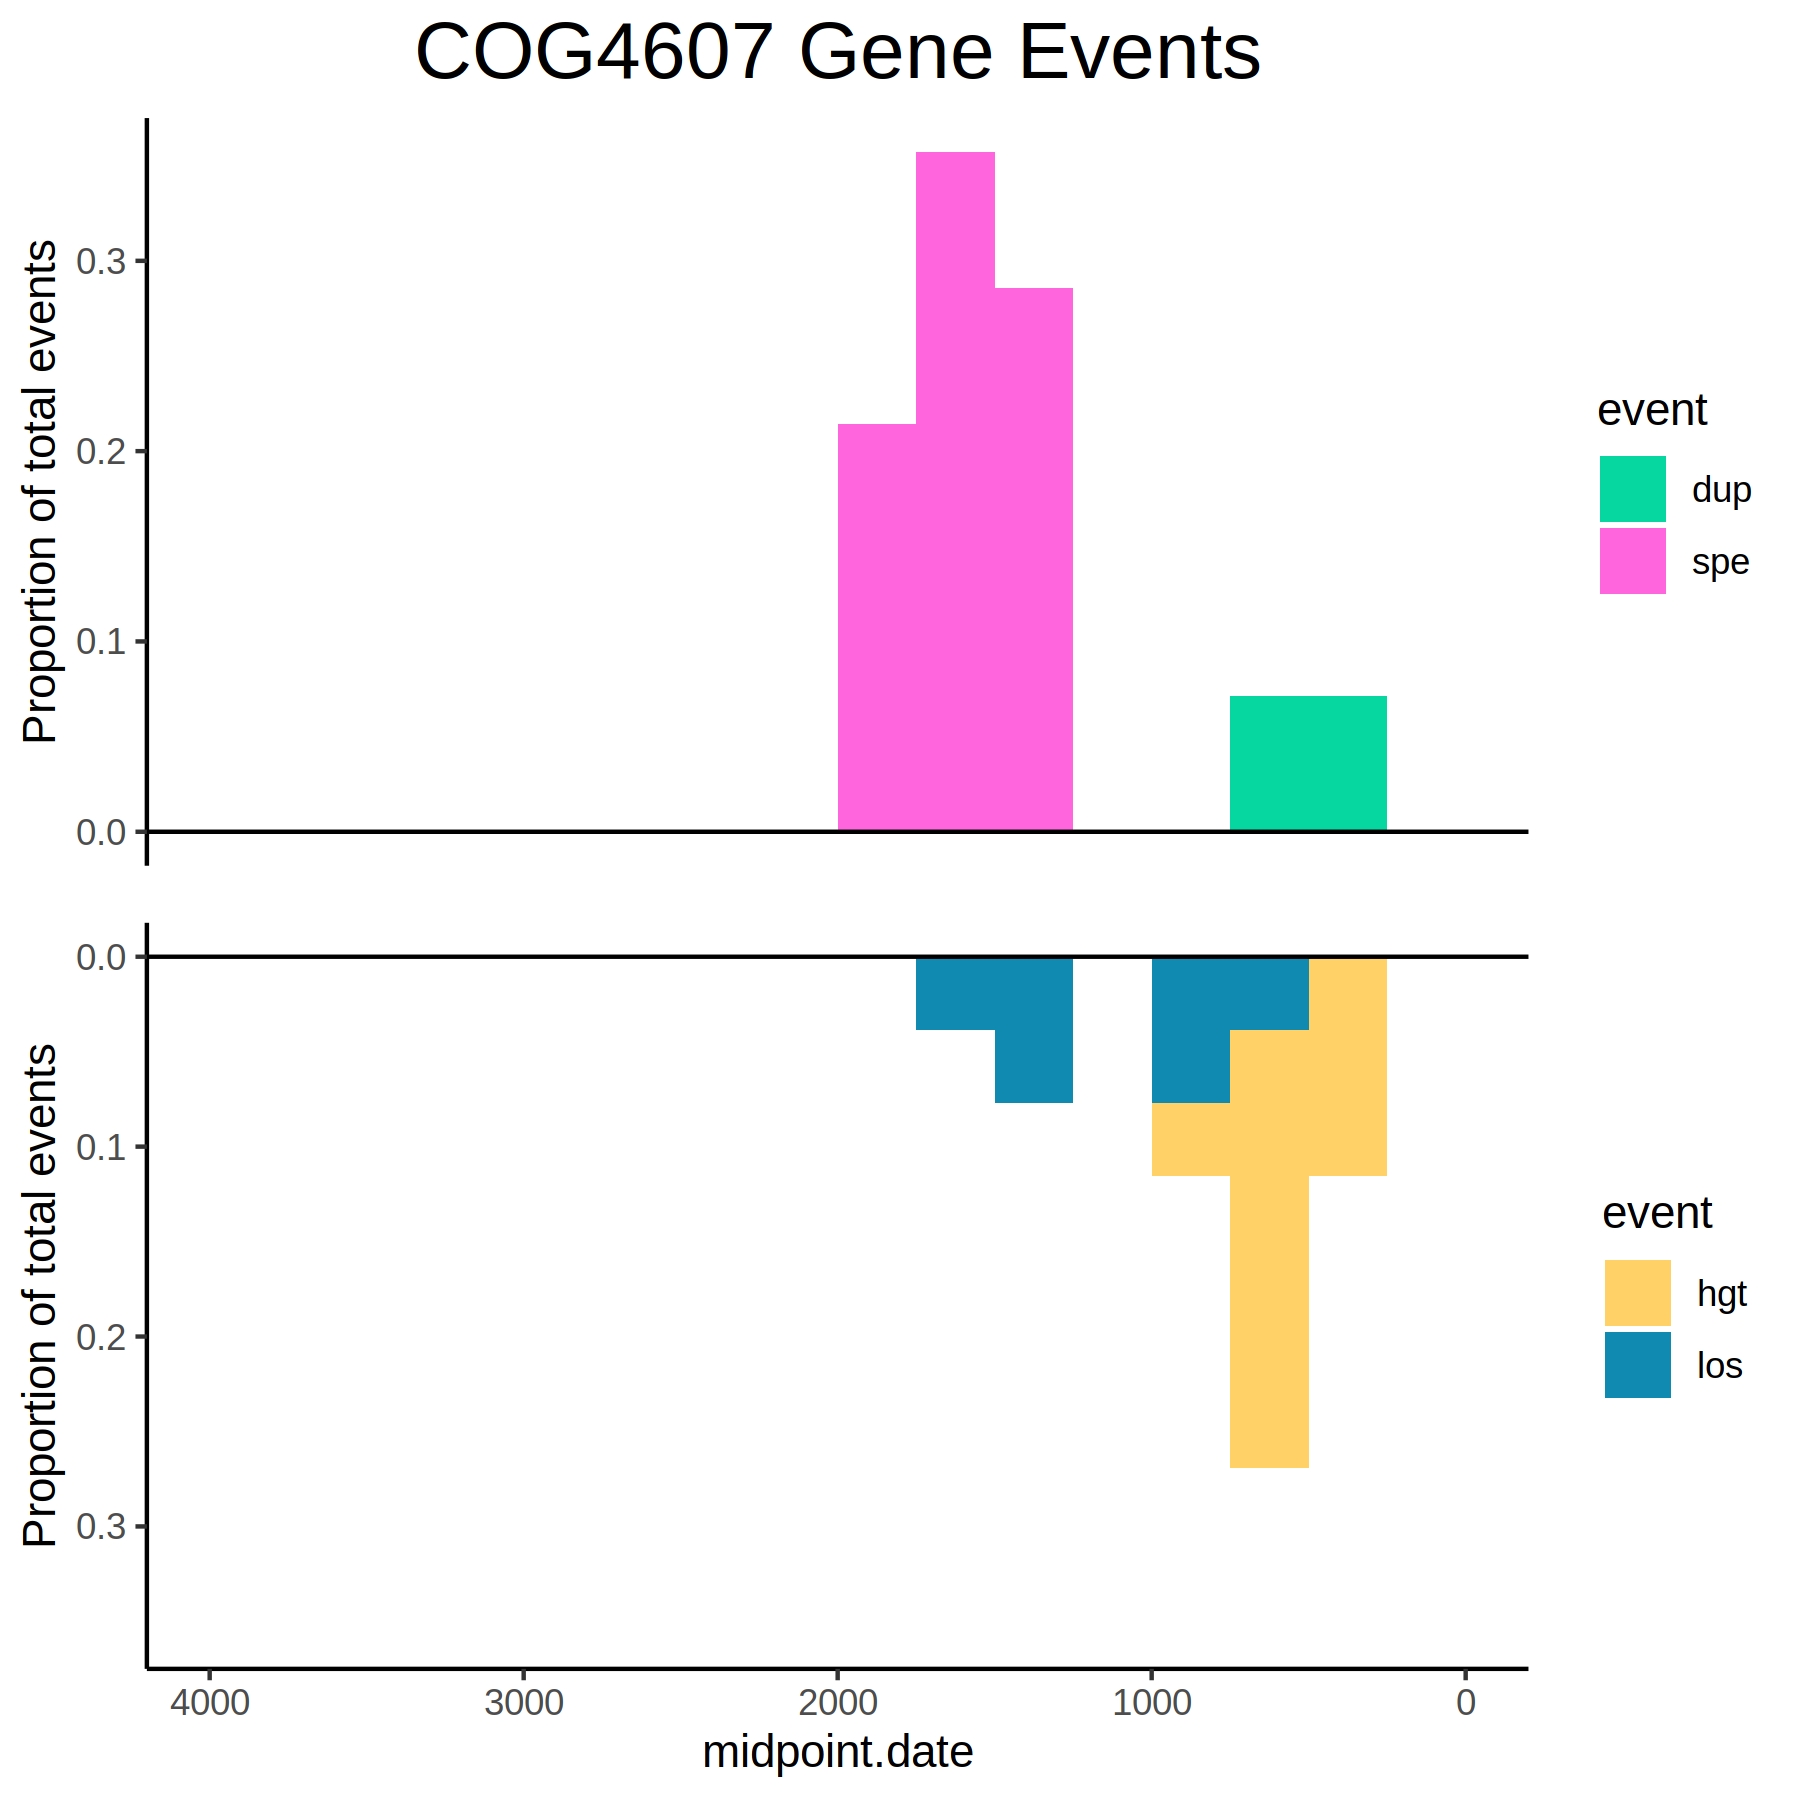 COG4607 Gene Events
Proportion of total events
0.3
0.2
0.1
0.0
event
dup
spe
Proportion of total events
0.0
0.1
0.2
0.3
event
hgt
los
4000 3000 2000 1000 0
midpoint.date